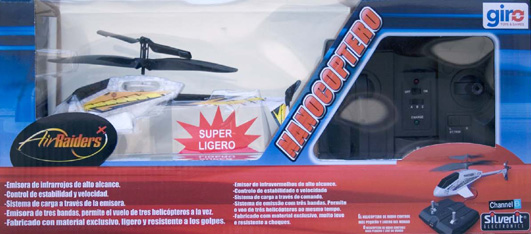 giro
NANOCOPTERO
Air Raiders X
SUPER
LIGERO
-Emisora de infrarrojos de alto alcance.
-Control de estabilidad y velocidad.
-Sistema de carga a través de la emisora.
-Emisora de tres bandas, permite el vuelo de tres helicópteros a la vez.
-Fabricado con material exclusivo, ligero y resistente a los golpes.
-Emissor de infravermelhos de alto alcance.
-Controlo de estabilidade e velocidade
-Sistema de carga através do comando.
-Sistema de emissão com três bandas. Permite
o voo de três helicópteros ao mesmo tempo.
-Fabricado com material exclusivo, muito leve
e resistente a choques.
Channel
Silverlit
ELECTRONICS